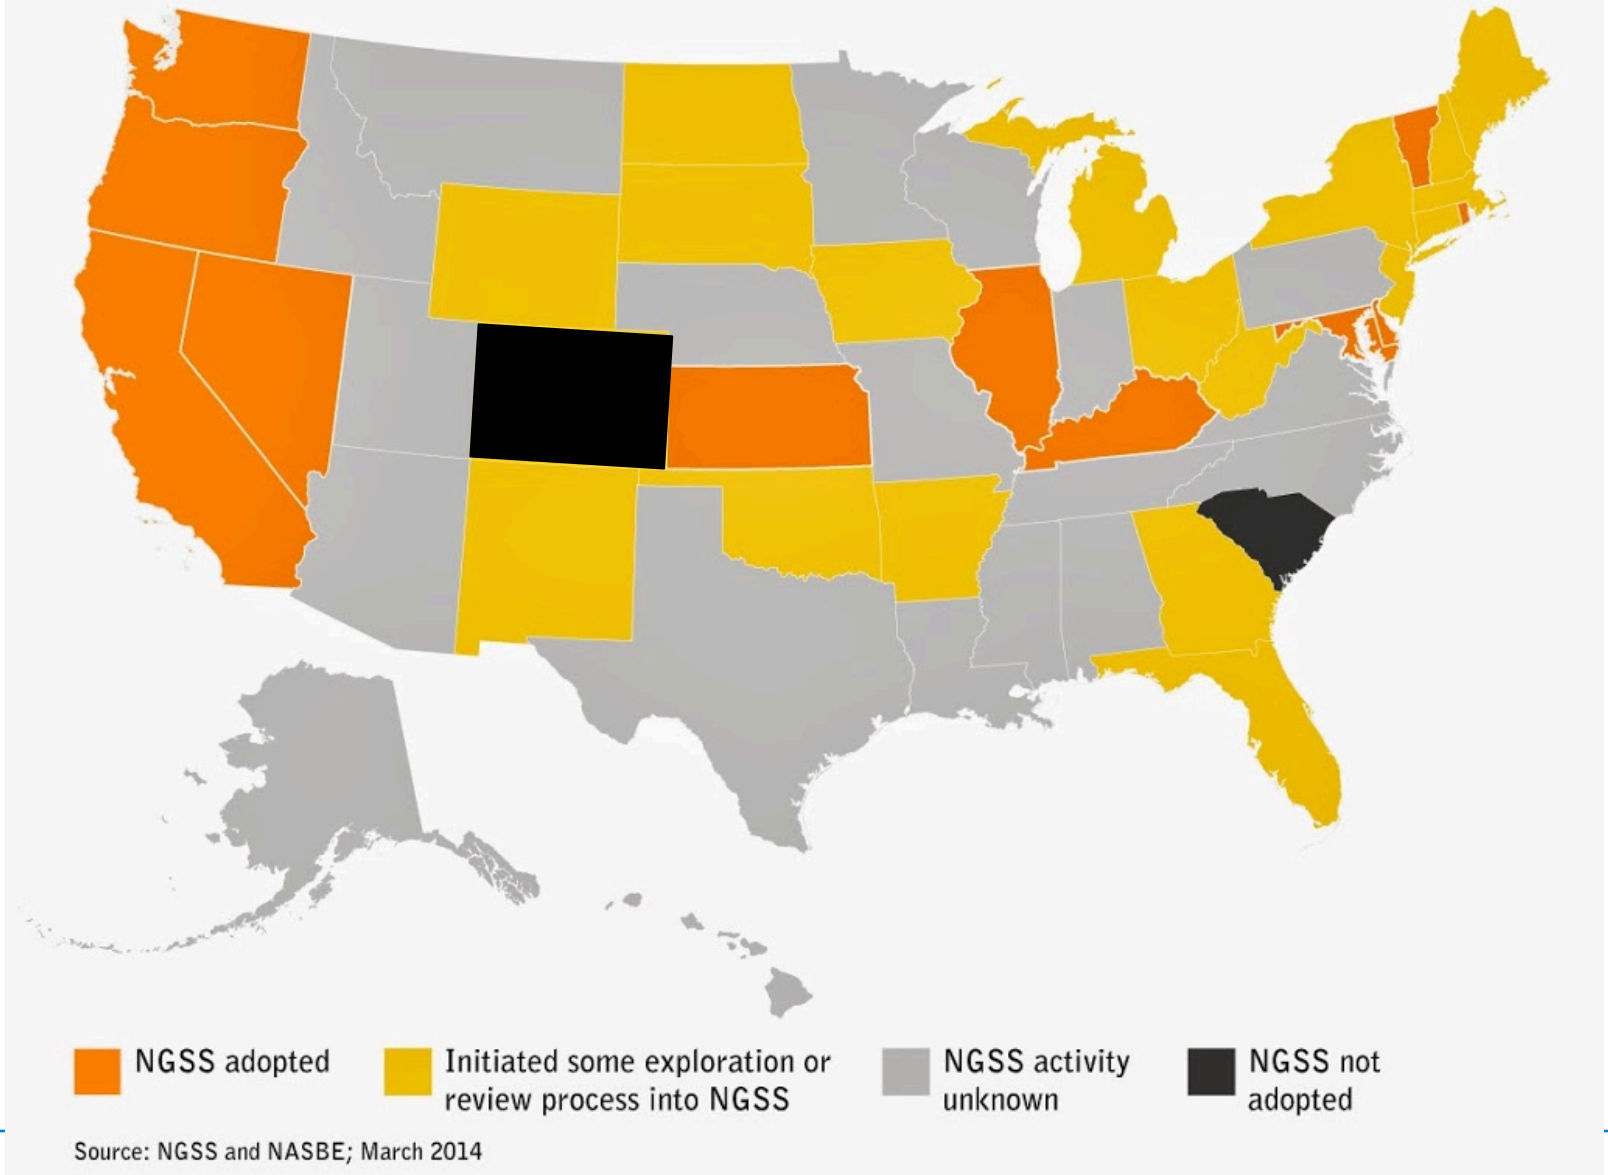 NGSS adopted
Initiated some exploration or
review process into NGSS
NGSS activity
unknown
NGSS not
adopted
Source: NGSS and NASBE; March 2014